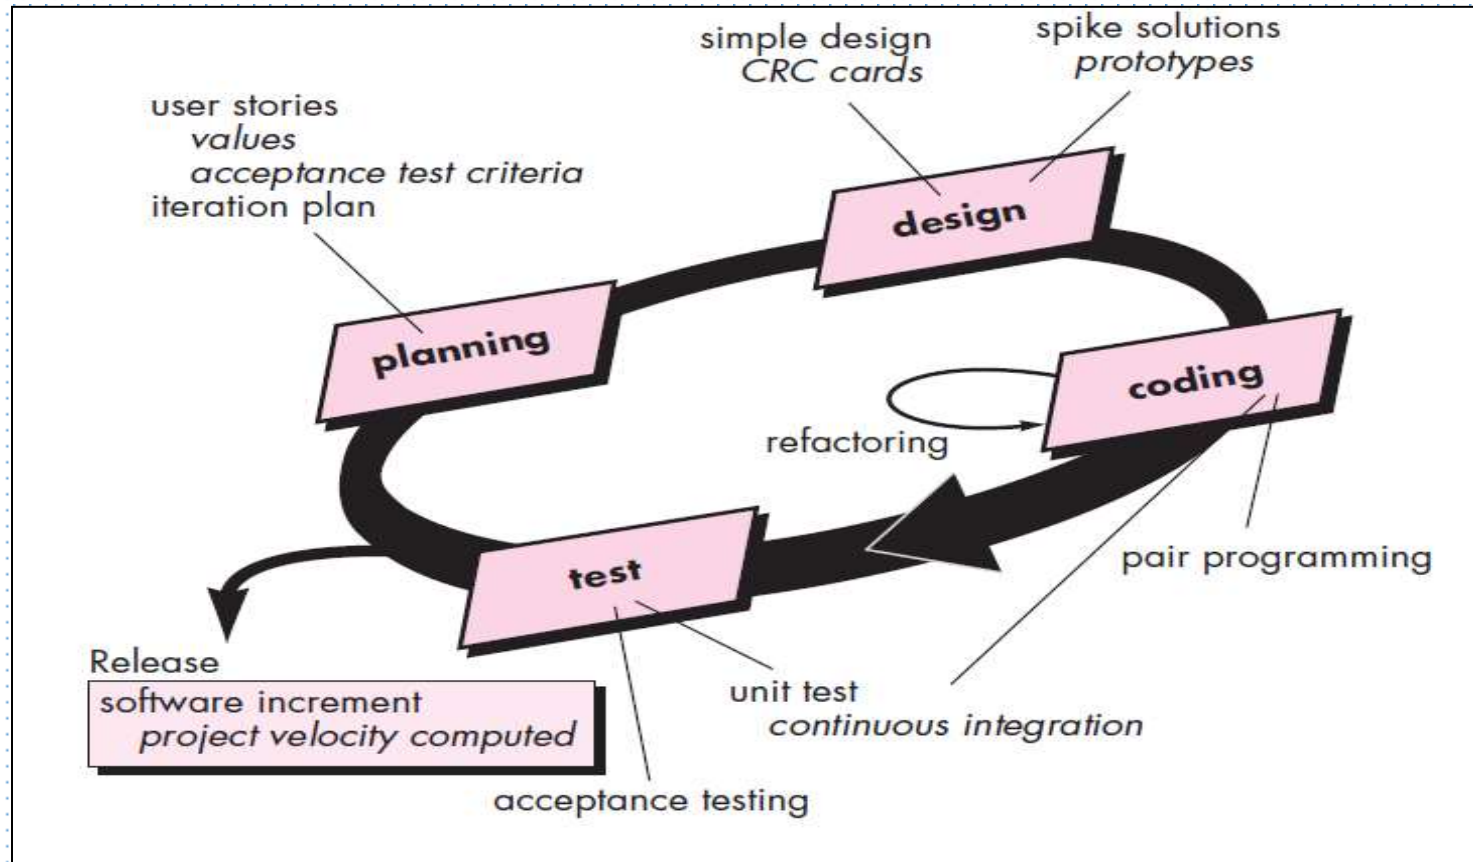 simple design
CRC cards
spike solutions
prototypes
user stories
values
acceptance test criteria
iteration plan
design
planning
coding
refactoring
pair programming
test
Release
software increment
project velocity computed
unit test
continuous integration
acceptance testing